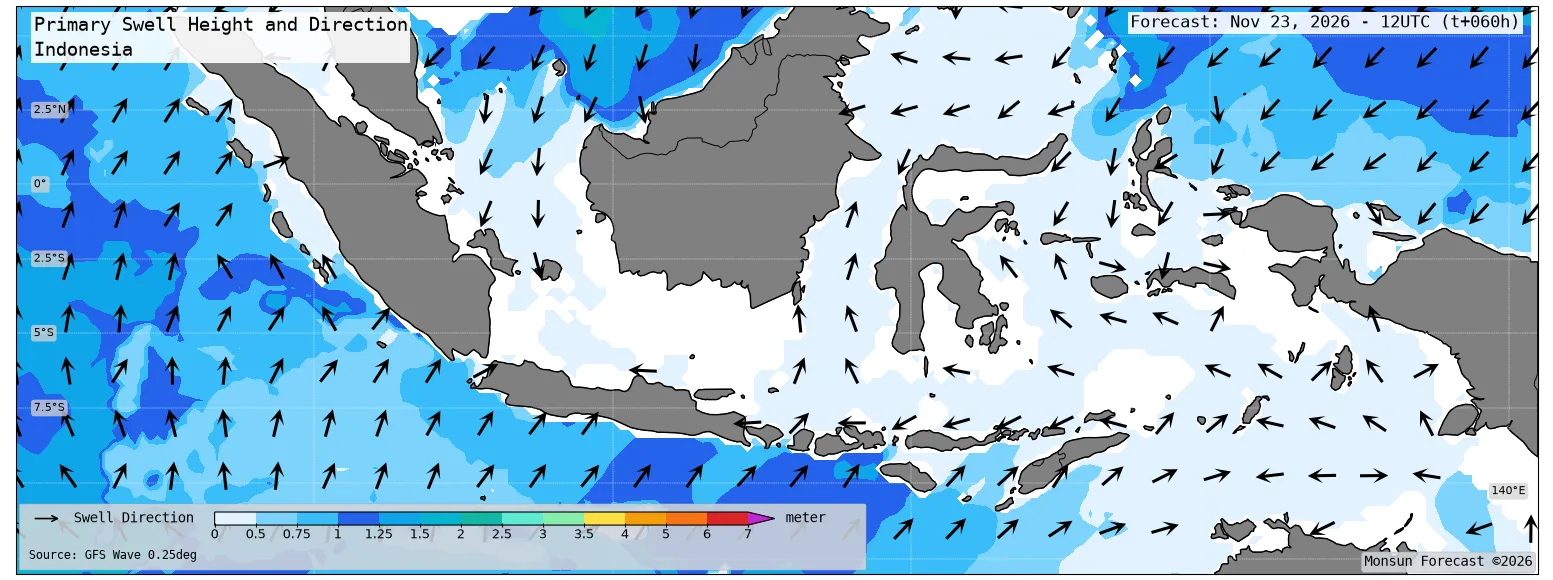 Primary Swell Height and Direction
Indonesia
Forecast: Nov 23, 2026 - 12UTC (t+060h)
2.5°N
0°
2.5°S
5°S
7.5°S
140°E
Swell Direction
meter
0 0.5 0.75 1 1.25 1.5 2 2.5 3 3.5 4 5 6 7
Source: GFS Wave 0.25deg
Monsun Forecast ©2026